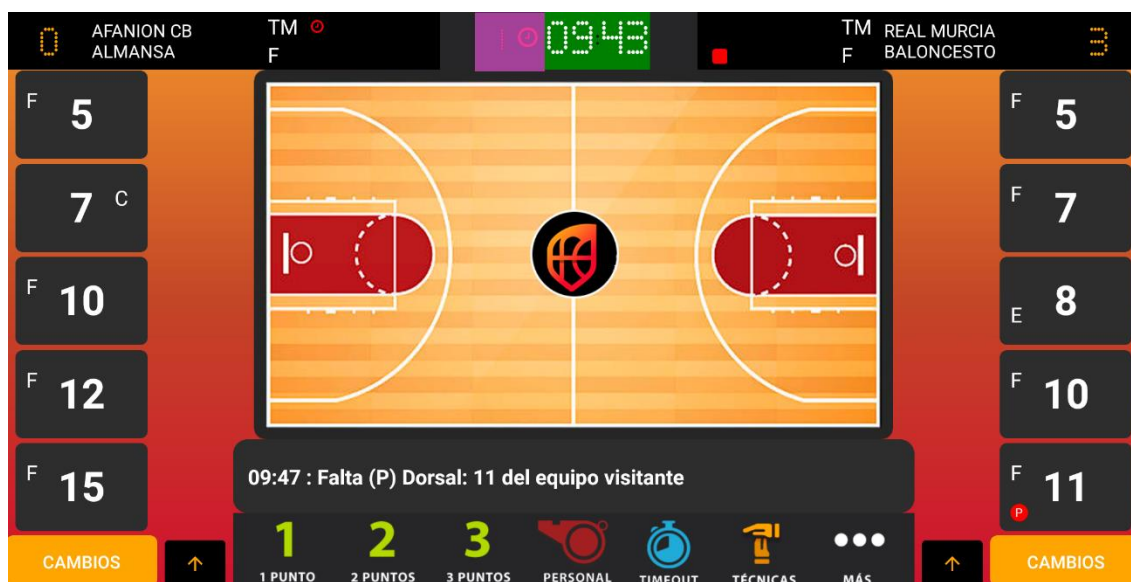 0
AFANION CB
ALMANSA
TM
F
1
09:43
TM
F
REAL MURCIA
BALONCESTO
3
F 5
7 C
F 10
F 12
F 15
F 5
F 7
E 8
F 10
F 11
P
09:47 : Falta (P) Dorsal: 11 del equipo visitante
CAMBIOS
1
1 PUNTO
2
2 PUNTOS
3
3 PUNTOS
PERSONAL
TIMEOUT
TÉCNICAS
MÁS
CAMBIOS